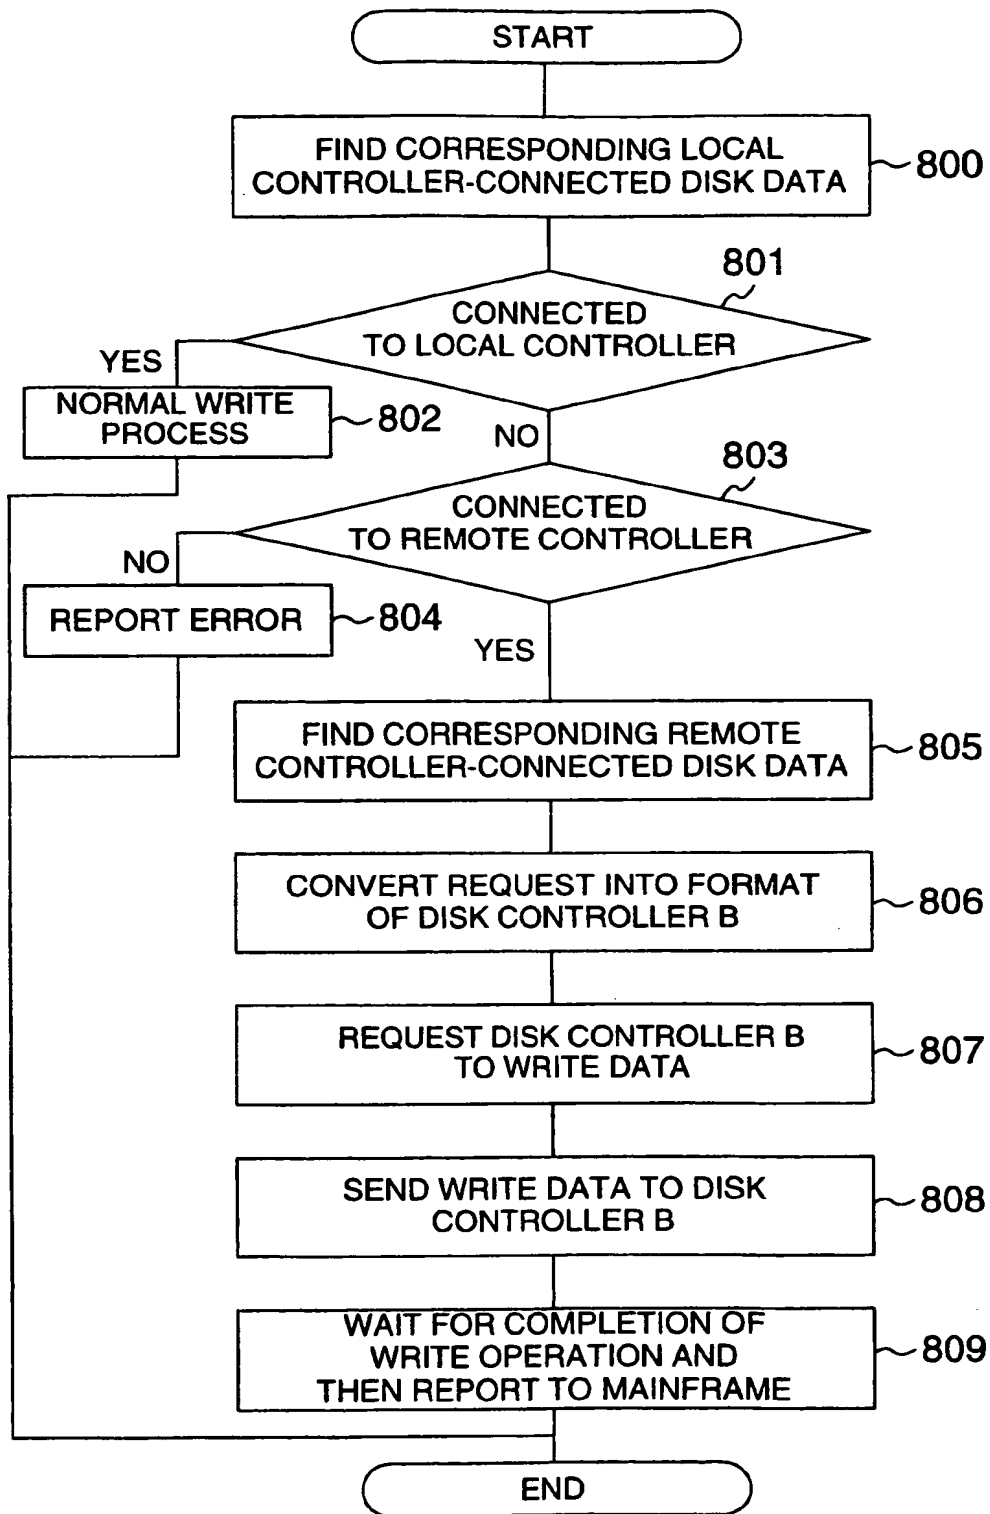 START
FIND CORRESPONDING LOCAL
CONTROLLER-CONNECTED DISK DATA
800
801
CONNECTED
TO LOCAL CONTROLLER
YES
NORMAL WRITE
PROCESS
802
NO
803
CONNECTED
TO REMOTE CONTROLLER
NO
REPORT ERROR
804
YES
FIND CORRESPONDING REMOTE
CONTROLLER-CONNECTED DISK DATA
805
CONVERT REQUEST INTO FORMAT
OF DISK CONTROLLER B
806
REQUEST DISK CONTROLLER B
TO WRITE DATA
807
SEND WRITE DATA TO DISK
CONTROLLER B
808
WAIT FOR COMPLETION OF
WRITE OPERATION AND
THEN REPORT TO MAINFRAME
809
END